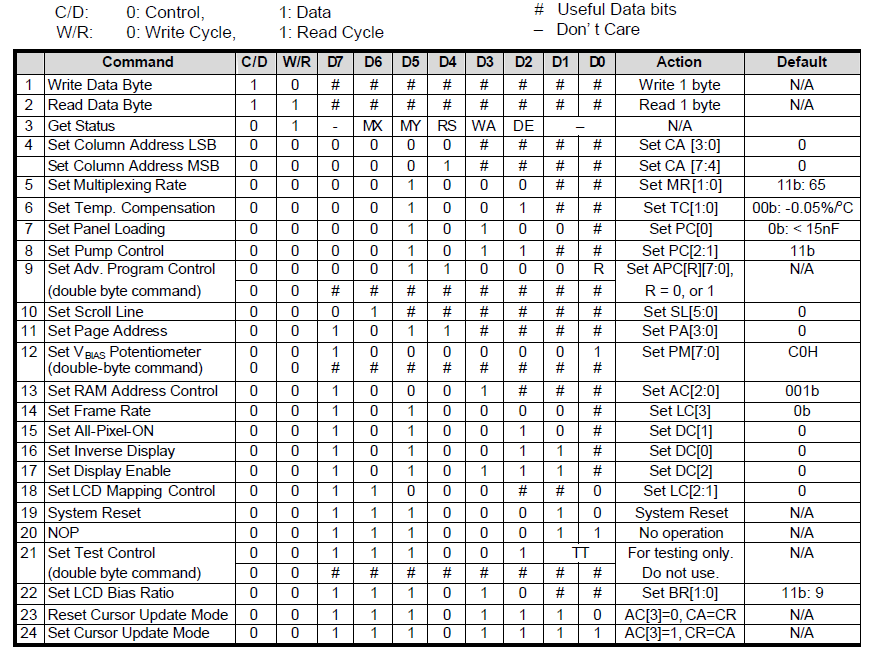 C/D: 0: Control, 1: Data # Useful Data bits
W/R: 0: Write Cycle, 1: Read Cycle – Don' t Care
Command C/D W/R D7 D6 D5 D4 D3 D2 D1 D0 Action Default
1 Write Data Byte 1 0 # # # # # # # # Write 1 byte N/A
2 Read Data Byte 1 1 # # # # # # # # Read 1 byte N/A
3 Get Status 0 1 - MX MY RS WA DE – N/A
4 Set Column Address LSB 0 0 0 0 0 0 # # # # Set CA [3:0] 0
Set Column Address MSB 0 0 0 0 0 1 # # # # Set CA [7:4] 0
5 Set Multiplexing Rate 0 0 0 0 1 0 0 0 # # Set MR[1:0] 11b: 65
6 Set Temp. Compensation 0 0 0 0 1 0 0 1 # # Set TC[1:0] 00b: -0.05%/°C
7 Set Panel Loading 0 0 0 0 1 0 1 0 0 # Set PC[0] 0b: < 15nF
8 Set Pump Control 0 0 0 0 1 0 1 1 # # Set PC[2:1] 11b
9 Set Adv. Program Control 0 0 0 0 1 1 0 0 0 R Set APC[R][7:0], N/A
(double byte command) 0 0 # # # # # # # # R = 0, or 1
10 Set Scroll Line 0 0 0 1 # # # # # # Set SL[5:0] 0
11 Set Page Address 0 0 1 0 1 1 # # # # Set PA[3:0] 0
12 Set VBIAS Potentiometer 0 0 1 0 0 0 0 0 0 1 Set PM[7:0] C0H
(double-byte command) 0 0 # # # # # # # #
13 Set RAM Address Control 0 0 1 0 0 0 1 # # # Set AC[2:0] 001b
14 Set Frame Rate 0 0 1 0 1 0 0 0 0 # Set LC[3] 0b
15 Set All-Pixel-ON 0 0 1 0 1 0 0 1 0 # Set DC[1] 0
16 Set Inverse Display 0 0 1 0 1 0 0 1 1 # Set DC[0] 0
17 Set Display Enable 0 0 1 0 1 0 1 1 1 # Set DC[2] 0
18 Set LCD Mapping Control 0 0 1 1 0 0 0 # # 0 Set LC[2:1] 0
19 System Reset 0 0 1 1 1 0 0 0 1 0 System Reset N/A
20 NOP 0 0 1 1 1 0 0 0 1 1 No operation N/A
21 Set Test Control 0 0 1 1 1 0 0 1 TT For testing only. N/A
(double byte command) 0 0 # # # # # # # # Do not use.
22 Set LCD Bias Ratio 0 0 1 1 1 0 1 0 # # Set BR[1:0] 11b: 9
23 Reset Cursor Update Mode 0 0 1 1 1 0 1 1 1 0 AC[3]=0, CA=CR N/A
24 Set Cursor Update Mode 0 0 1 1 1 0 1 1 1 1 AC[3]=1, CR=CA N/A